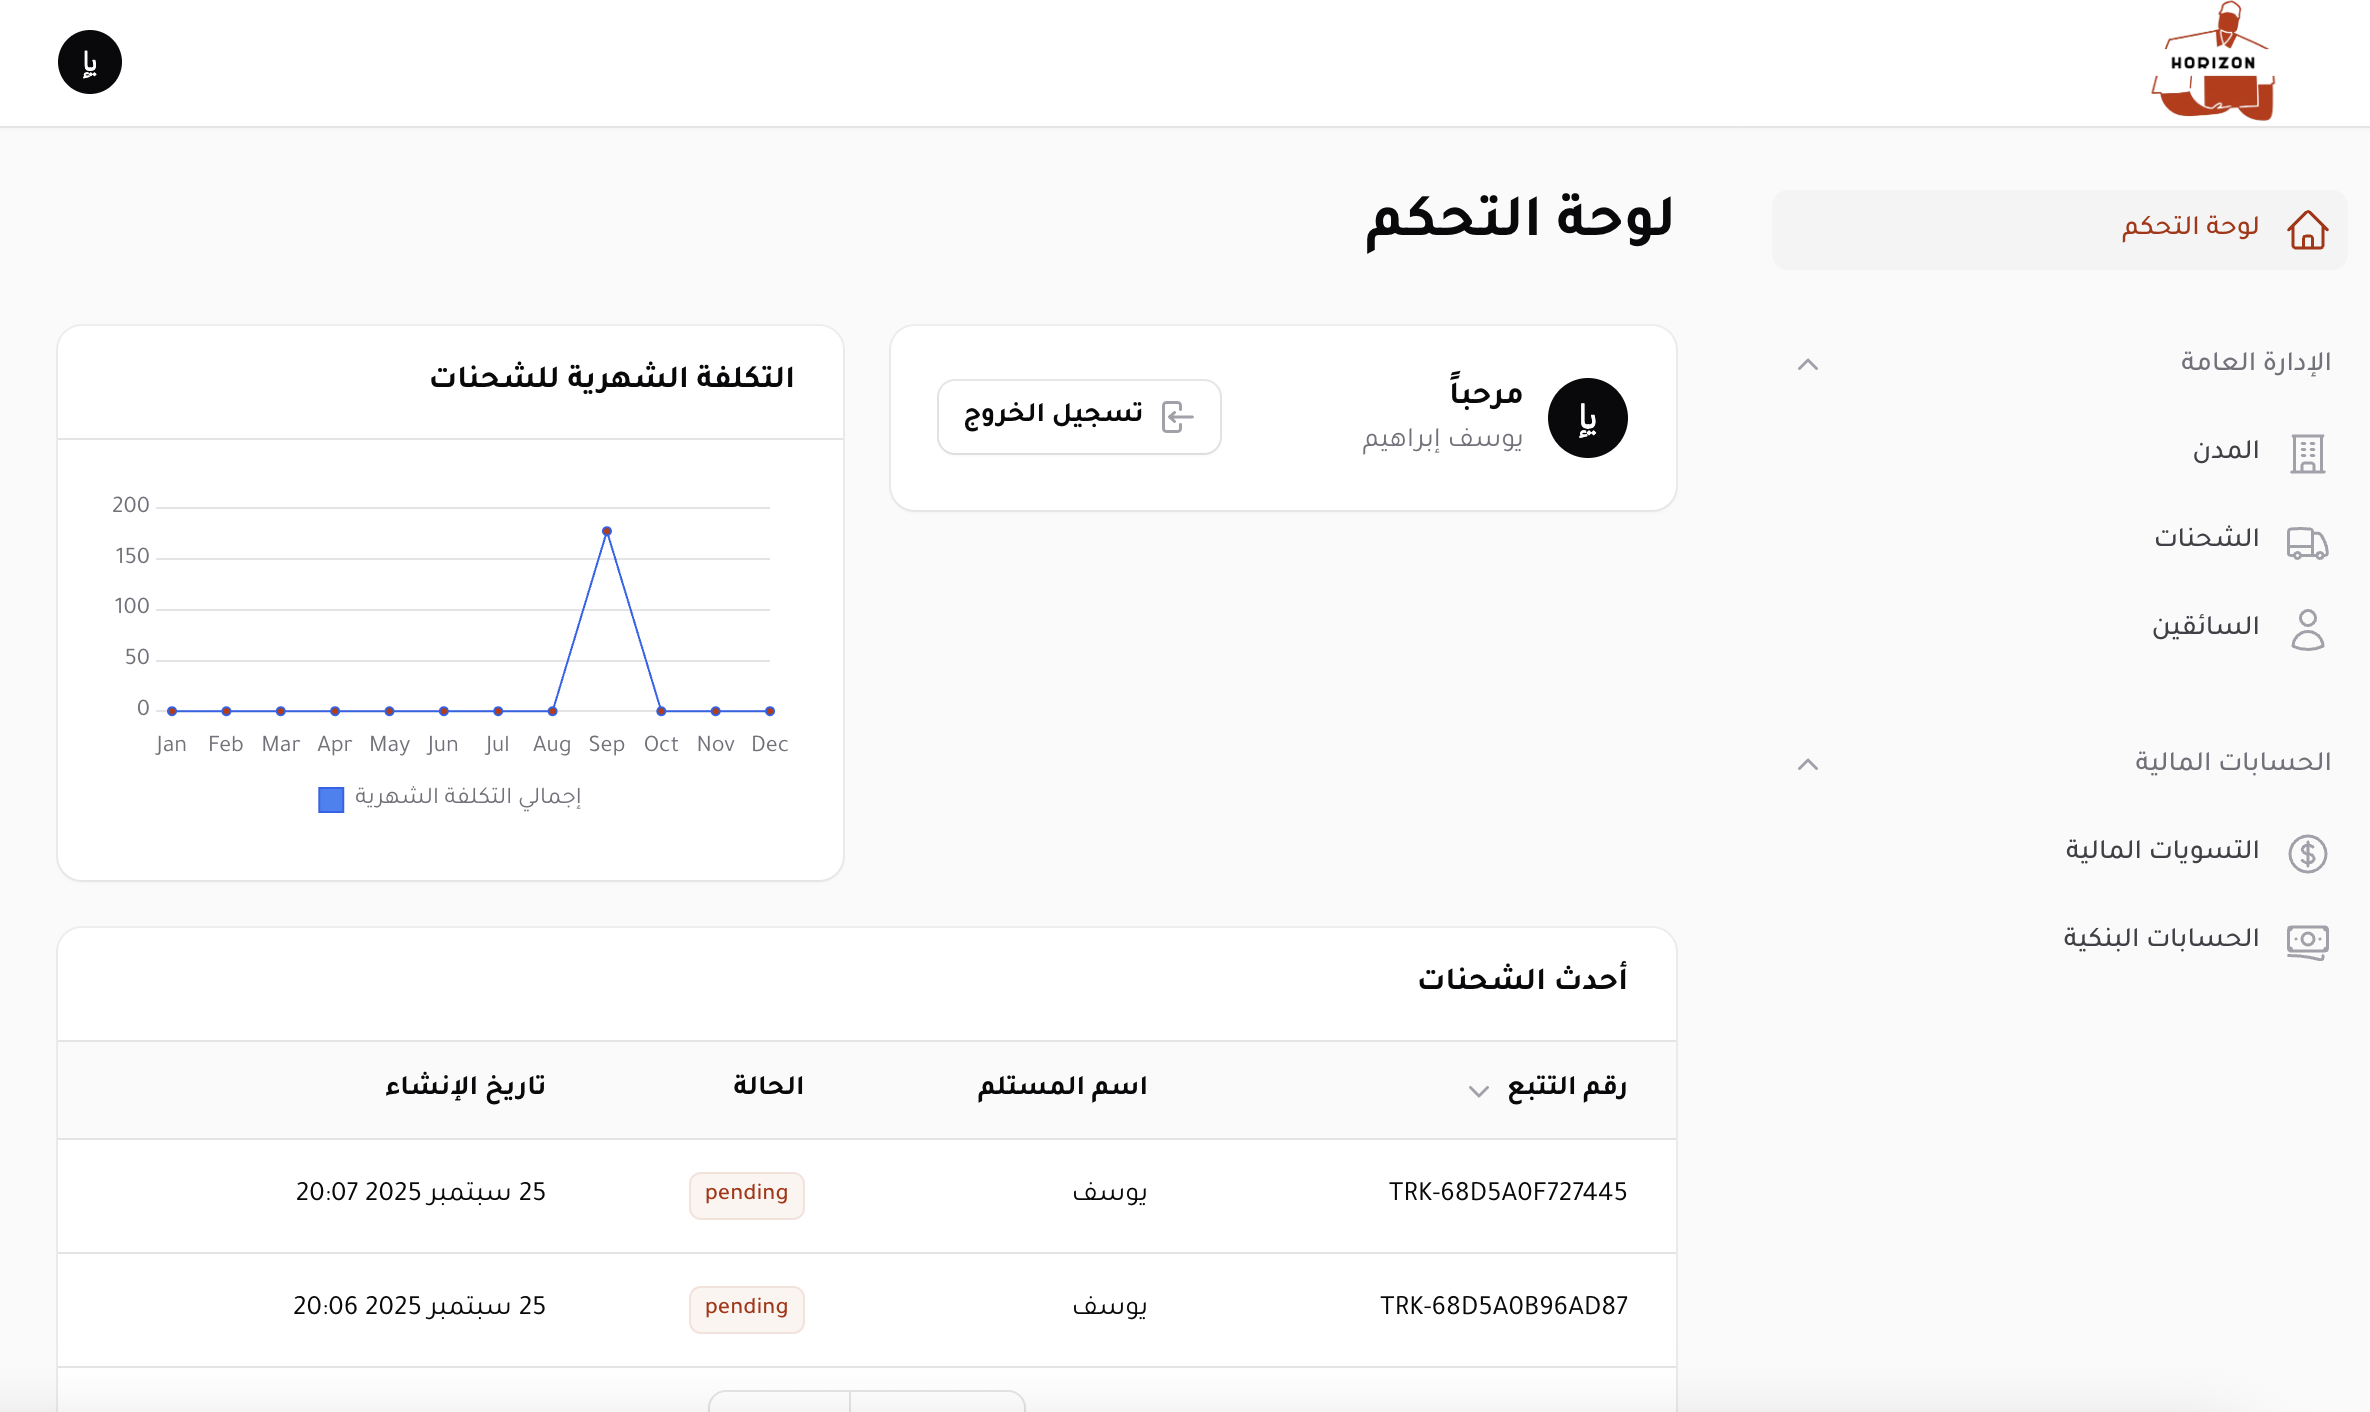 HORIZON
يإ
لوحة التحكم
الإدارة العامة
المدن
الشحنات
السائقين
الحسابات المالية
التسويات المالية
الحسابات البنكية
لوحة التحكم
يإ
مرحباً
يوسف إبراهيم
تسجيل الخروج
التكلفة الشهرية للشحنات
200
150
100
50
0
Jan Feb Mar Apr May Jun Jul Aug Sep Oct Nov Dec
إجمالي التكلفة الشهرية
أحدث الشحنات
رقم التتبع اسم المستلم الحالة تاريخ الإنشاء
TRK-68D5A0F727445 يوسف pending 25 سبتمبر 2025 20:07
TRK-68D5A0B96AD87 يوسف pending 25 سبتمبر 2025 20:06